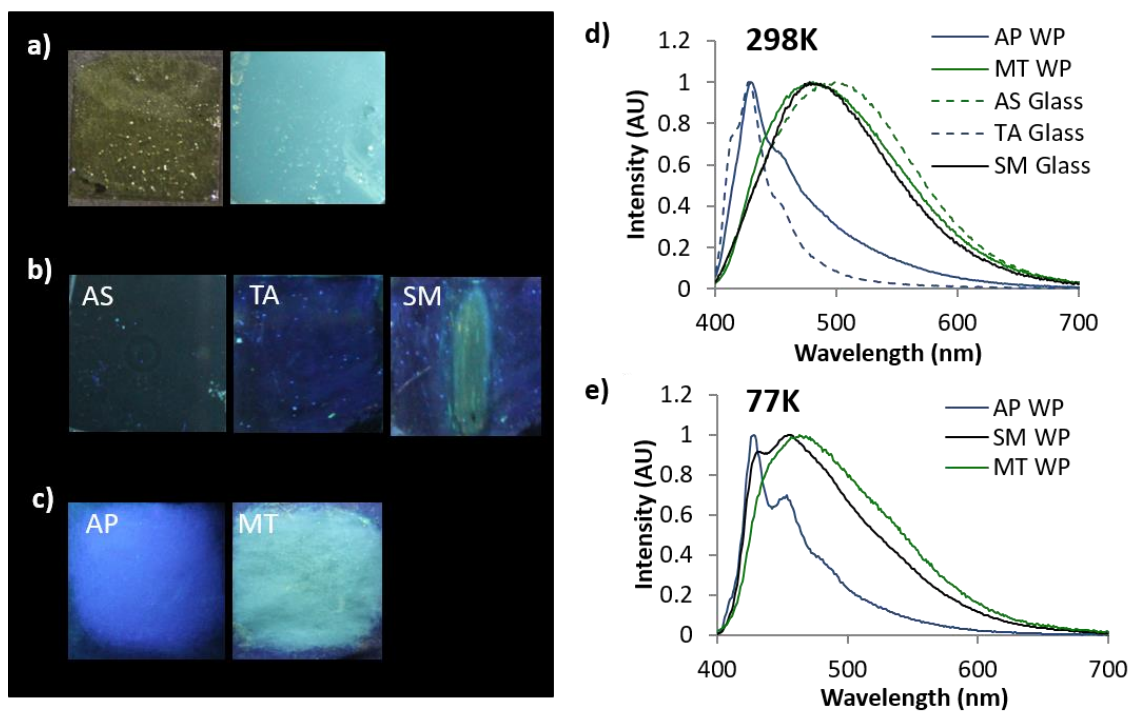 a)
b)
AS
TA
SM
c)
AP
MT
d)
298K
AP WP
MT WP
AS Glass
TA Glass
SM Glass
Intensity (AU)
1.2
1
0.8
0.6
0.4
0.2
0
400
500
600
700
Wavelength (nm)
e)
77K
AP WP
SM WP
MT WP
Intensity (AU)
1.2
1
0.8
0.6
0.4
0.2
0
400
500
600
700
Wavelength (nm)